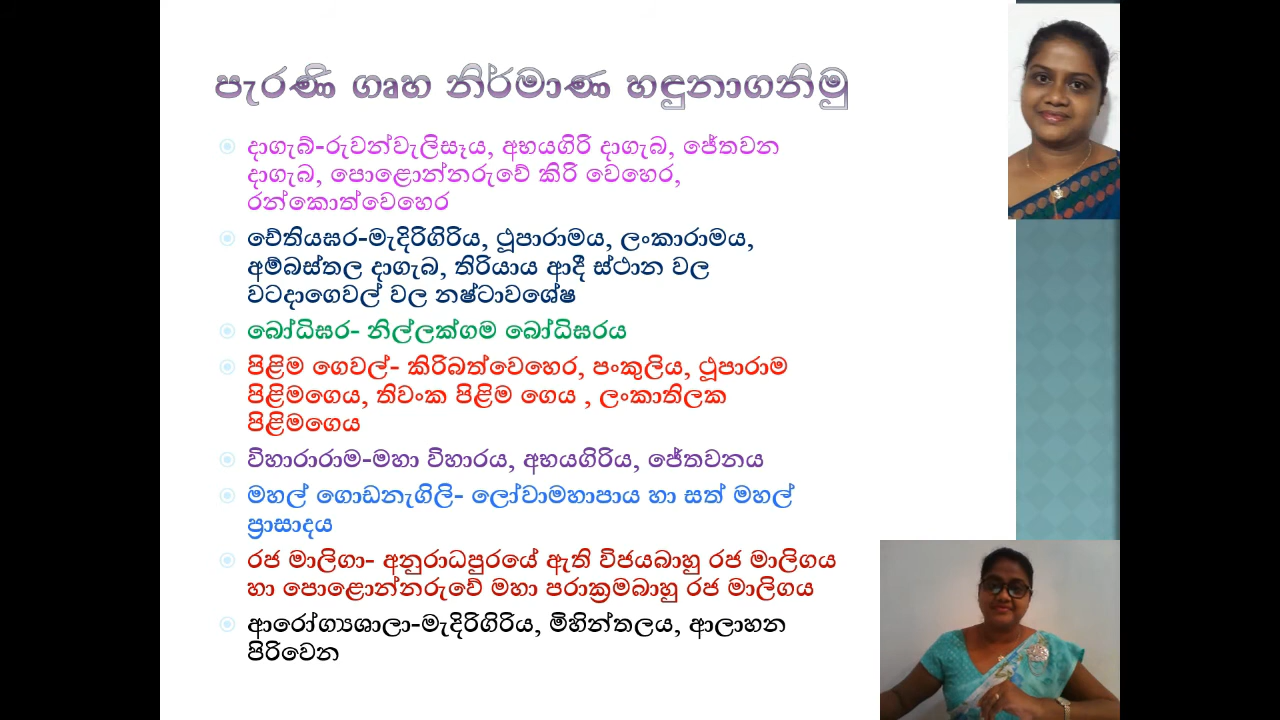 පැරණි ගෘහ නිර්මාණ හඳුනාගනිමු
දාගැබ්-රුවන්වැලිසෑය, අභයගිරි දාගැබ, ජේතවන
දාගැබ, පොළොන්නරුවේ කිරි වෙහෙර,
රන්කොත්වෙහෙර
චේතියඝර-මැදිරිගිරිය, ථූපාරාමය, ලංකාරාමය,
අම්බස්තල දාගැබ, තිරියාය ආදී ස්ථාන වල
වටදාගෙවල් වල නෂ්ටාවශේෂ
බෝධිඝර- නිල්ලක්ගම බෝධිඝරය
පිළිම ගෙවල්- කිරිබත්වෙහෙර, පංකුලිය, ථූපාරාම
පිළිමගෙය, තිවංක පිළිම ගෙය , ලංකාතිලක
පිළිමගෙය
විහාරාරාම-මහා විහාරය, අභයගිරිය, ජේතවනය
මහල් ගොඩනැගිලි- ලෝවාමහාපාය හා සත් මහල්
ප්‍රාසාදය
රජ මාලිගා- අනුරාධපුරයේ ඇති විජයබාහු රජ මාලිගය
හා පොළොන්නරුවේ මහා පරාක්‍රමබාහු රජ මාලිගය
ආරෝග්‍යශාලා-මැදිරිගිරිය, මිහින්තලය, ආලාහන
පිරිවෙන